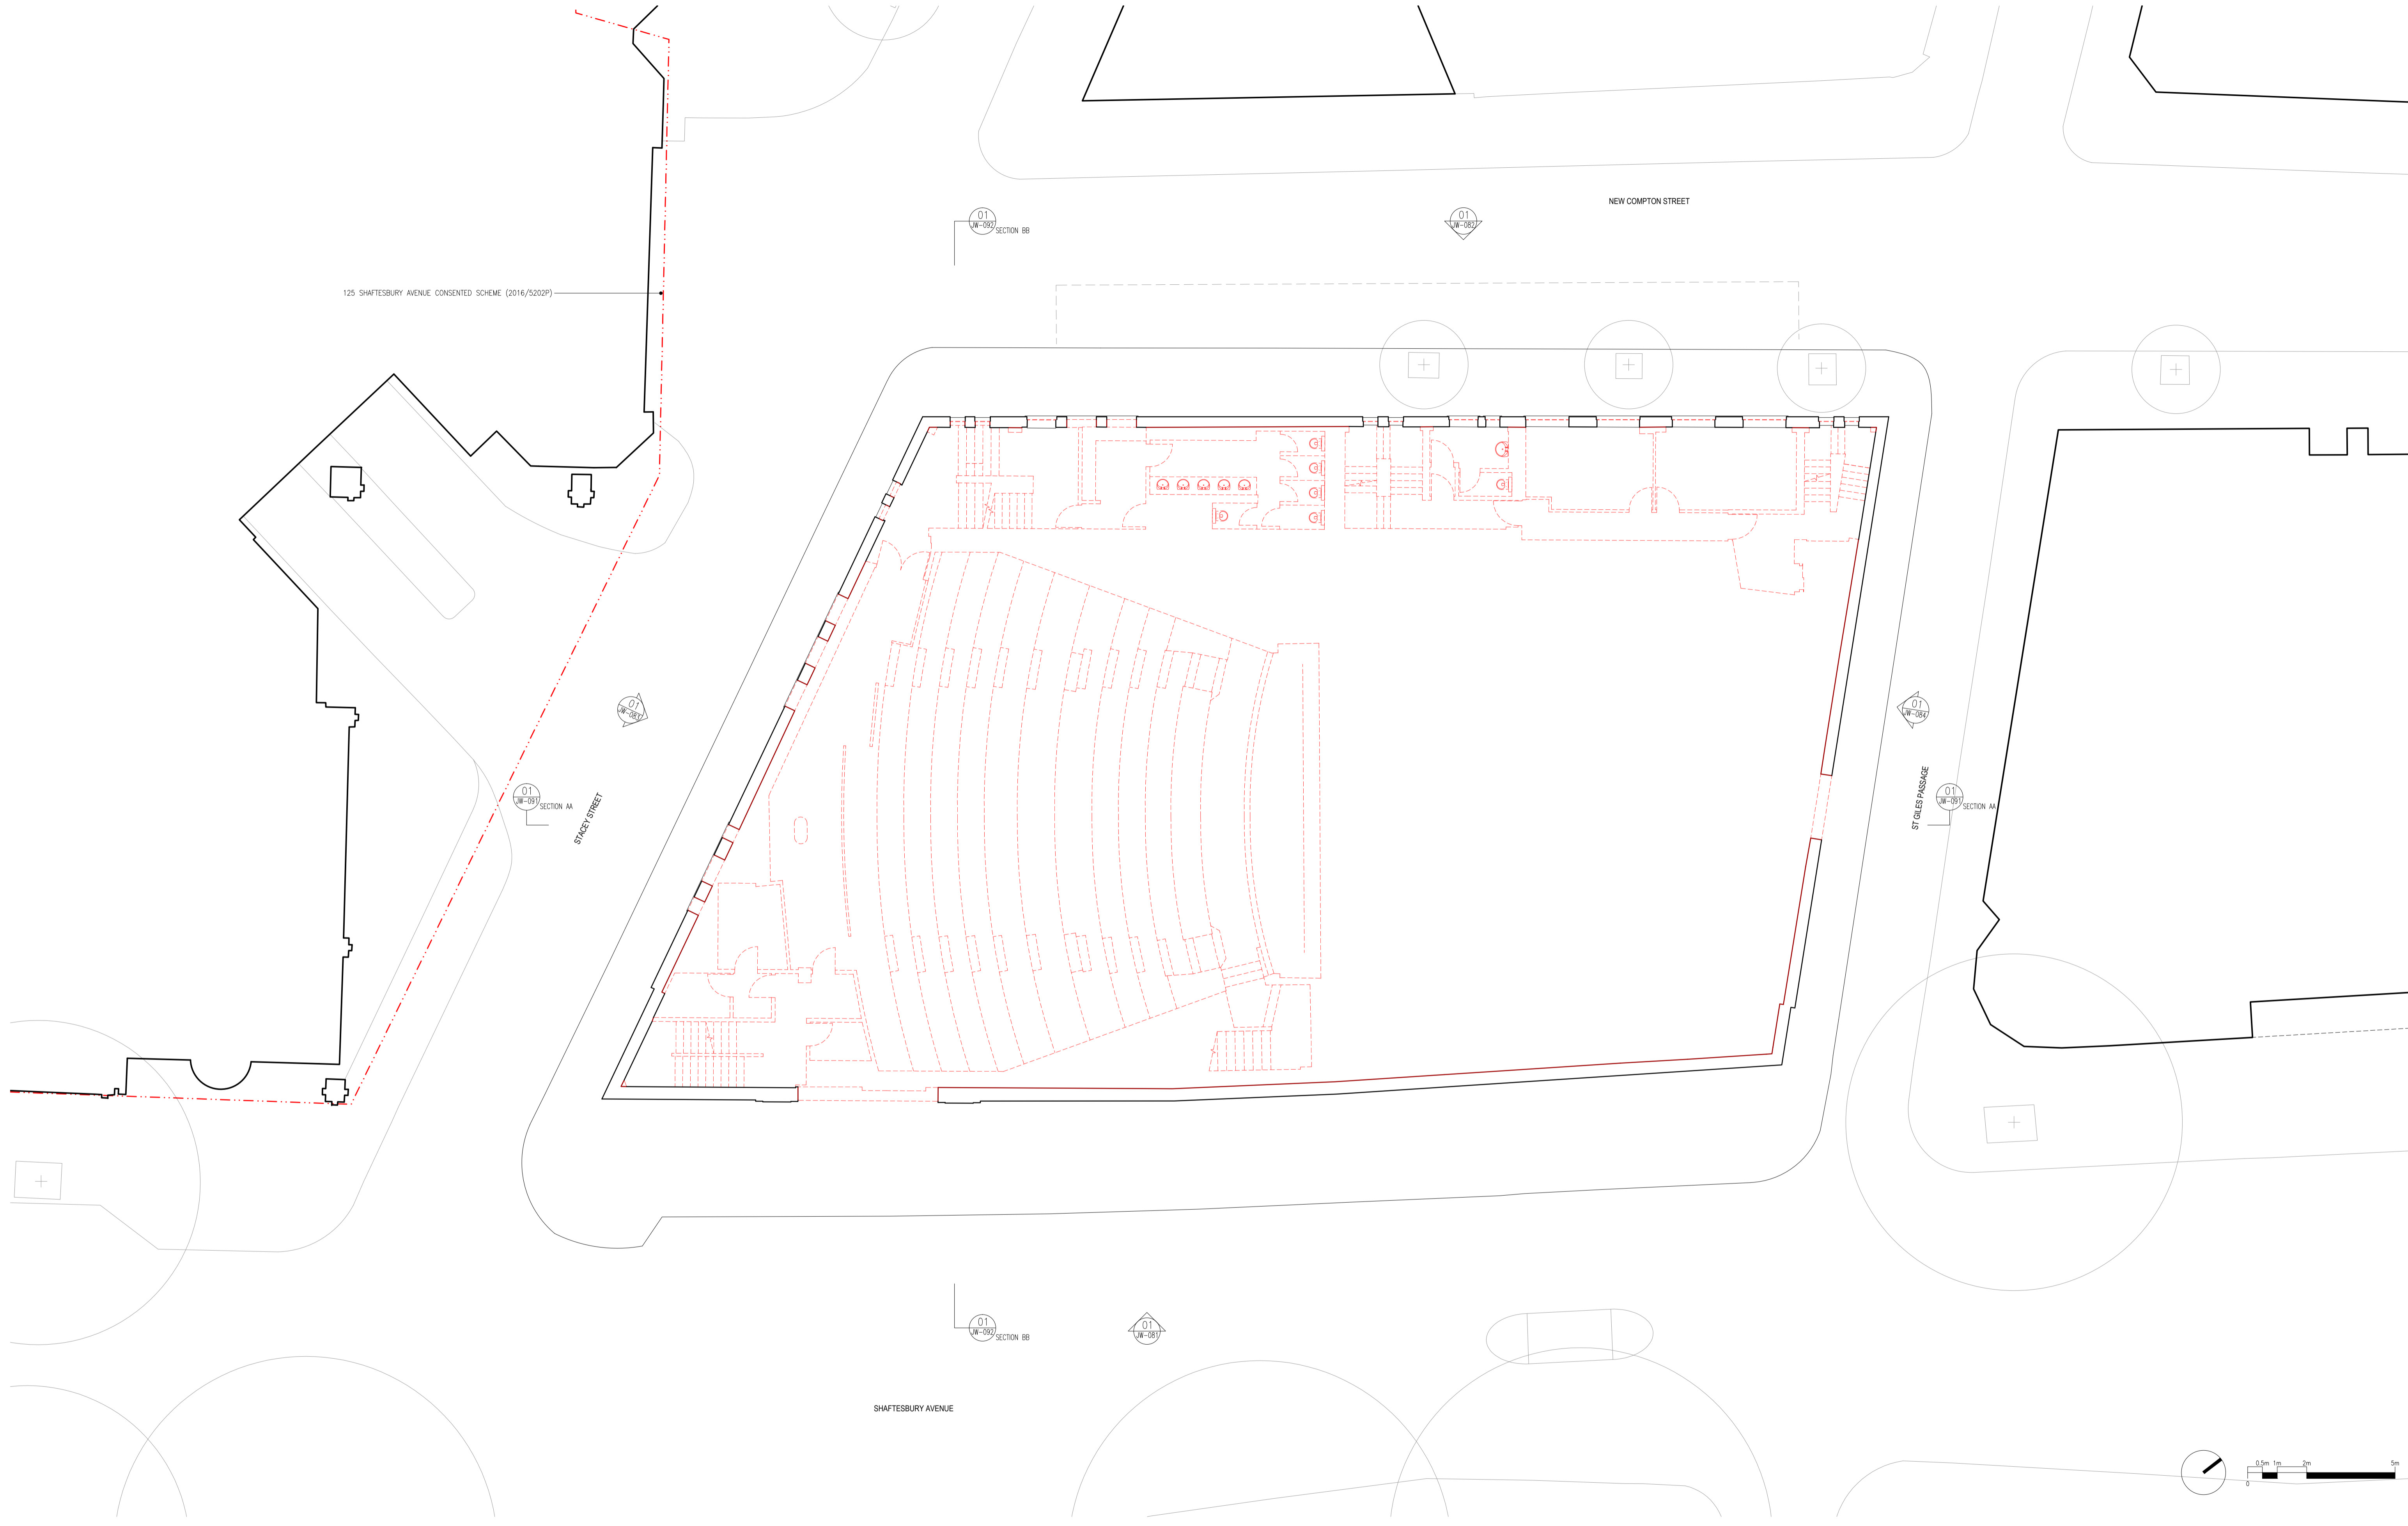 NEW COMPTON STREET
01
JW-092
SECTION BB
01
JW-082
125 SHAFTESBURY AVENUE CONSENTED SCHEME (2016/5202P)
01
JW-083
01
JW-084
01
JW-091
SECTION AA
STACEY STREET
ST GILES PASSAGE
01
JW-091
SECTION AA
01
JW-092
SECTION BB
01
JW-081
SHAFTESBURY AVENUE
0.5m 1m 2m 5m
0